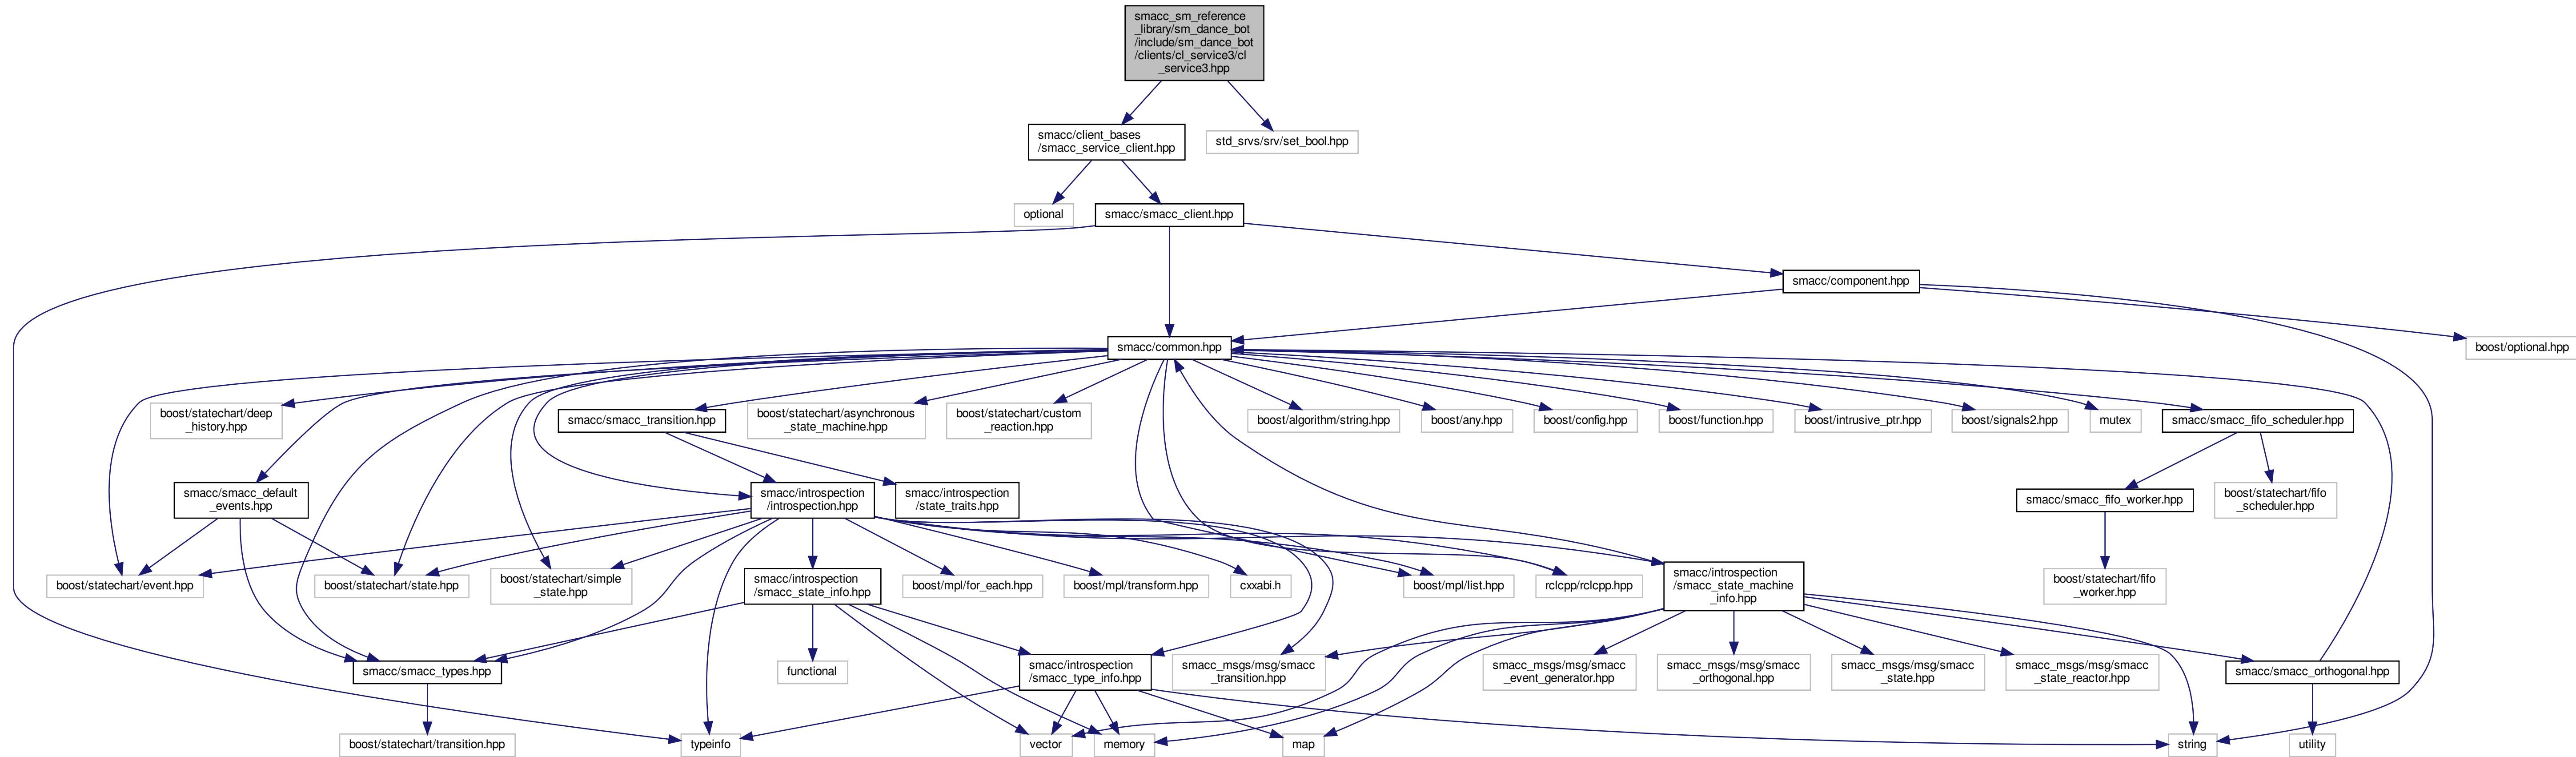 smacc_sm_reference
_library/sm_dance_bot
/include/sm_dance_bot
/clients/cl_service3/cl
_service3.hpp
smacc/client_bases
/smacc_service_client.hpp
std_srvs/srv/set_bool.hpp
optional
smacc/smacc_client.hpp
smacc/component.hpp
smacc/common.hpp
boost/optional.hpp
boost/statechart/deep
_history.hpp
smacc/smacc_transition.hpp
boost/statechart/asynchronous
_state_machine.hpp
boost/statechart/custom
_reaction.hpp
boost/algorithm/string.hpp
boost/any.hpp
boost/config.hpp
boost/function.hpp
boost/intrusive_ptr.hpp
boost/signals2.hpp
mutex
smacc/smacc_fifo_scheduler.hpp
smacc/smacc_default
_events.hpp
smacc/introspection
/introspection.hpp
smacc/introspection
/state_traits.hpp
smacc/smacc_fifo_worker.hpp
boost/statechart/fifo
_scheduler.hpp
boost/statechart/event.hpp
boost/statechart/state.hpp
boost/statechart/simple
_state.hpp
smacc/introspection
/smacc_state_info.hpp
boost/mpl/for_each.hpp
boost/mpl/transform.hpp
cxxabi.h
boost/mpl/list.hpp
rclcpp/rclcpp.hpp
smacc/introspection
/smacc_state_machine
_info.hpp
boost/statechart/fifo
_worker.hpp
smacc/smacc_types.hpp
functional
smacc/introspection
/smacc_type_info.hpp
smacc_msgs/msg/smacc
_transition.hpp
smacc_msgs/msg/smacc
_event_generator.hpp
smacc_msgs/msg/smacc
_orthogonal.hpp
smacc_msgs/msg/smacc
_state.hpp
smacc_msgs/msg/smacc
_state_reactor.hpp
smacc/smacc_orthogonal.hpp
boost/statechart/transition.hpp
typeinfo
vector
memory
map
string
utility